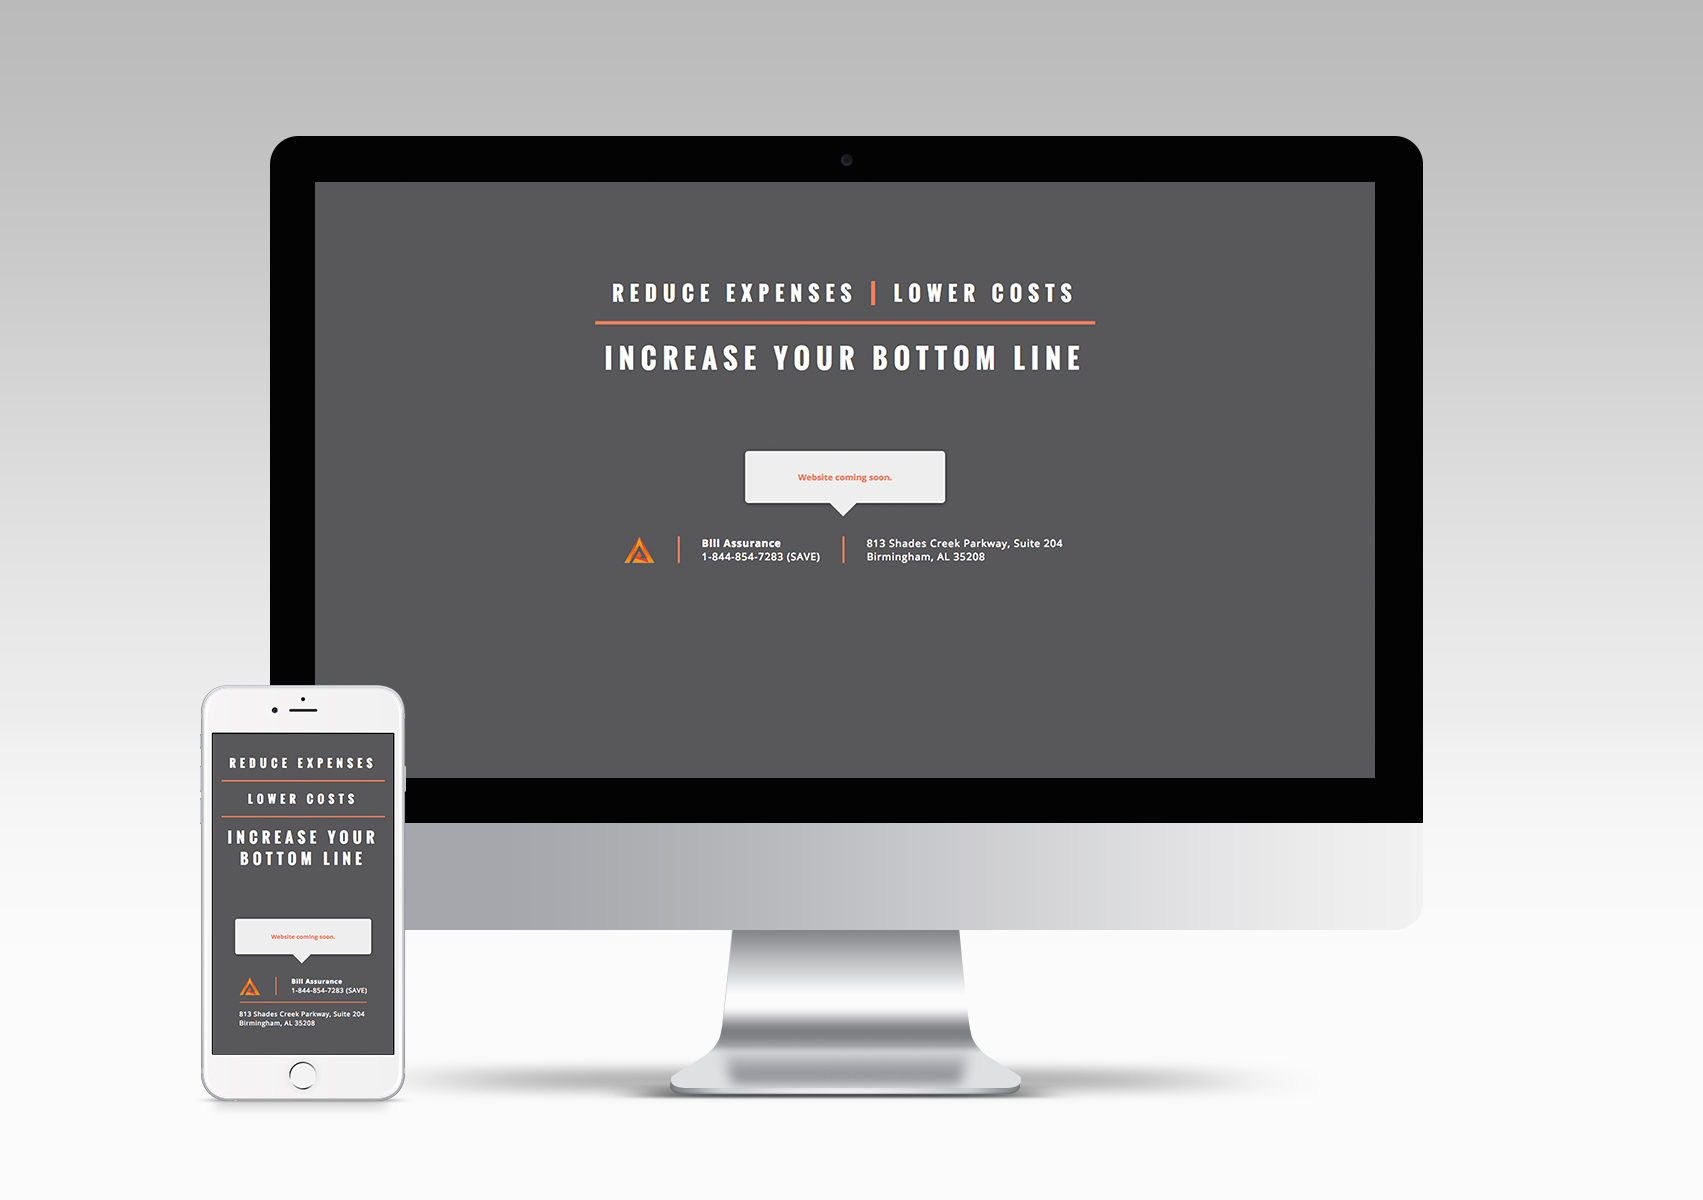 REDUCE EXPENSES | LOWER COSTS
INCREASE YOUR BOTTOM LINE
Website coming soon.
Bill Assurance
1-844-854-7283 (SAVE)
813 Shades Creek Parkway, Suite 204
Birmingham, AL 35208
REDUCE EXPENSES
LOWER COSTS
INCREASE YOUR
BOTTOM LINE
Website coming soon.
Bill Assurance
1-844-854-7283 (SAVE)
813 Shades Creek Parkway, Suite 204
Birmingham, AL 35208